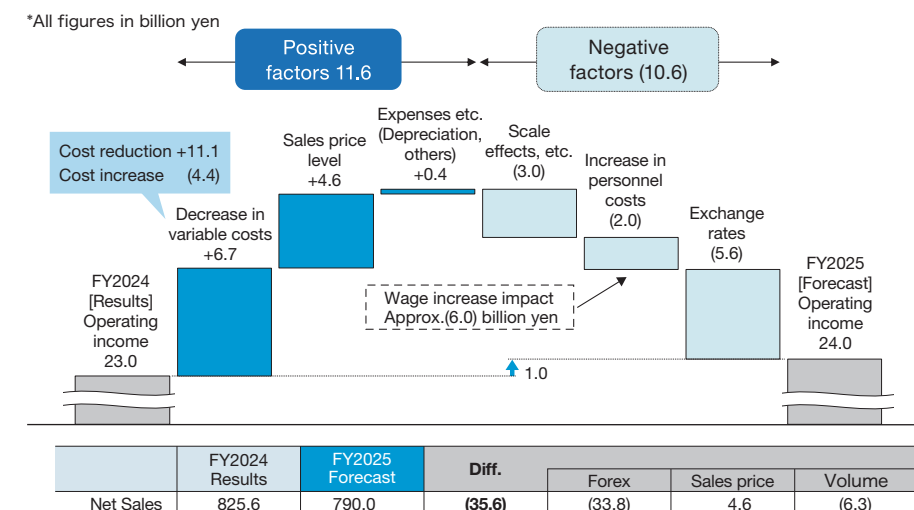 *All figures in billion yen
Positive
factors 11.6
Negative
factors (10.6)
Cost reduction +11.1
Cost increase (4.4)
Decrease in
variable costs
+6.7
Sales price
level
+4.6
Expenses etc.
(Depreciation,
others)
+0.4
Scale
effects, etc.
(3.0)
Increase in
personnel
costs
(2.0)
Exchange
rates
(5.6)
FY2024
[Results]
Operating
income
23.0
Wage increase impact
Approx.(6.0) billion yen
FY2025
[Forecast]
Operating
income
24.0
1.0
FY2024
Results
FY2025
Forecast
Diff.
Forex
Sales price
Volume
Net Sales 825.6 790.0 (35.6) (33.8) 4.6 (6.3)